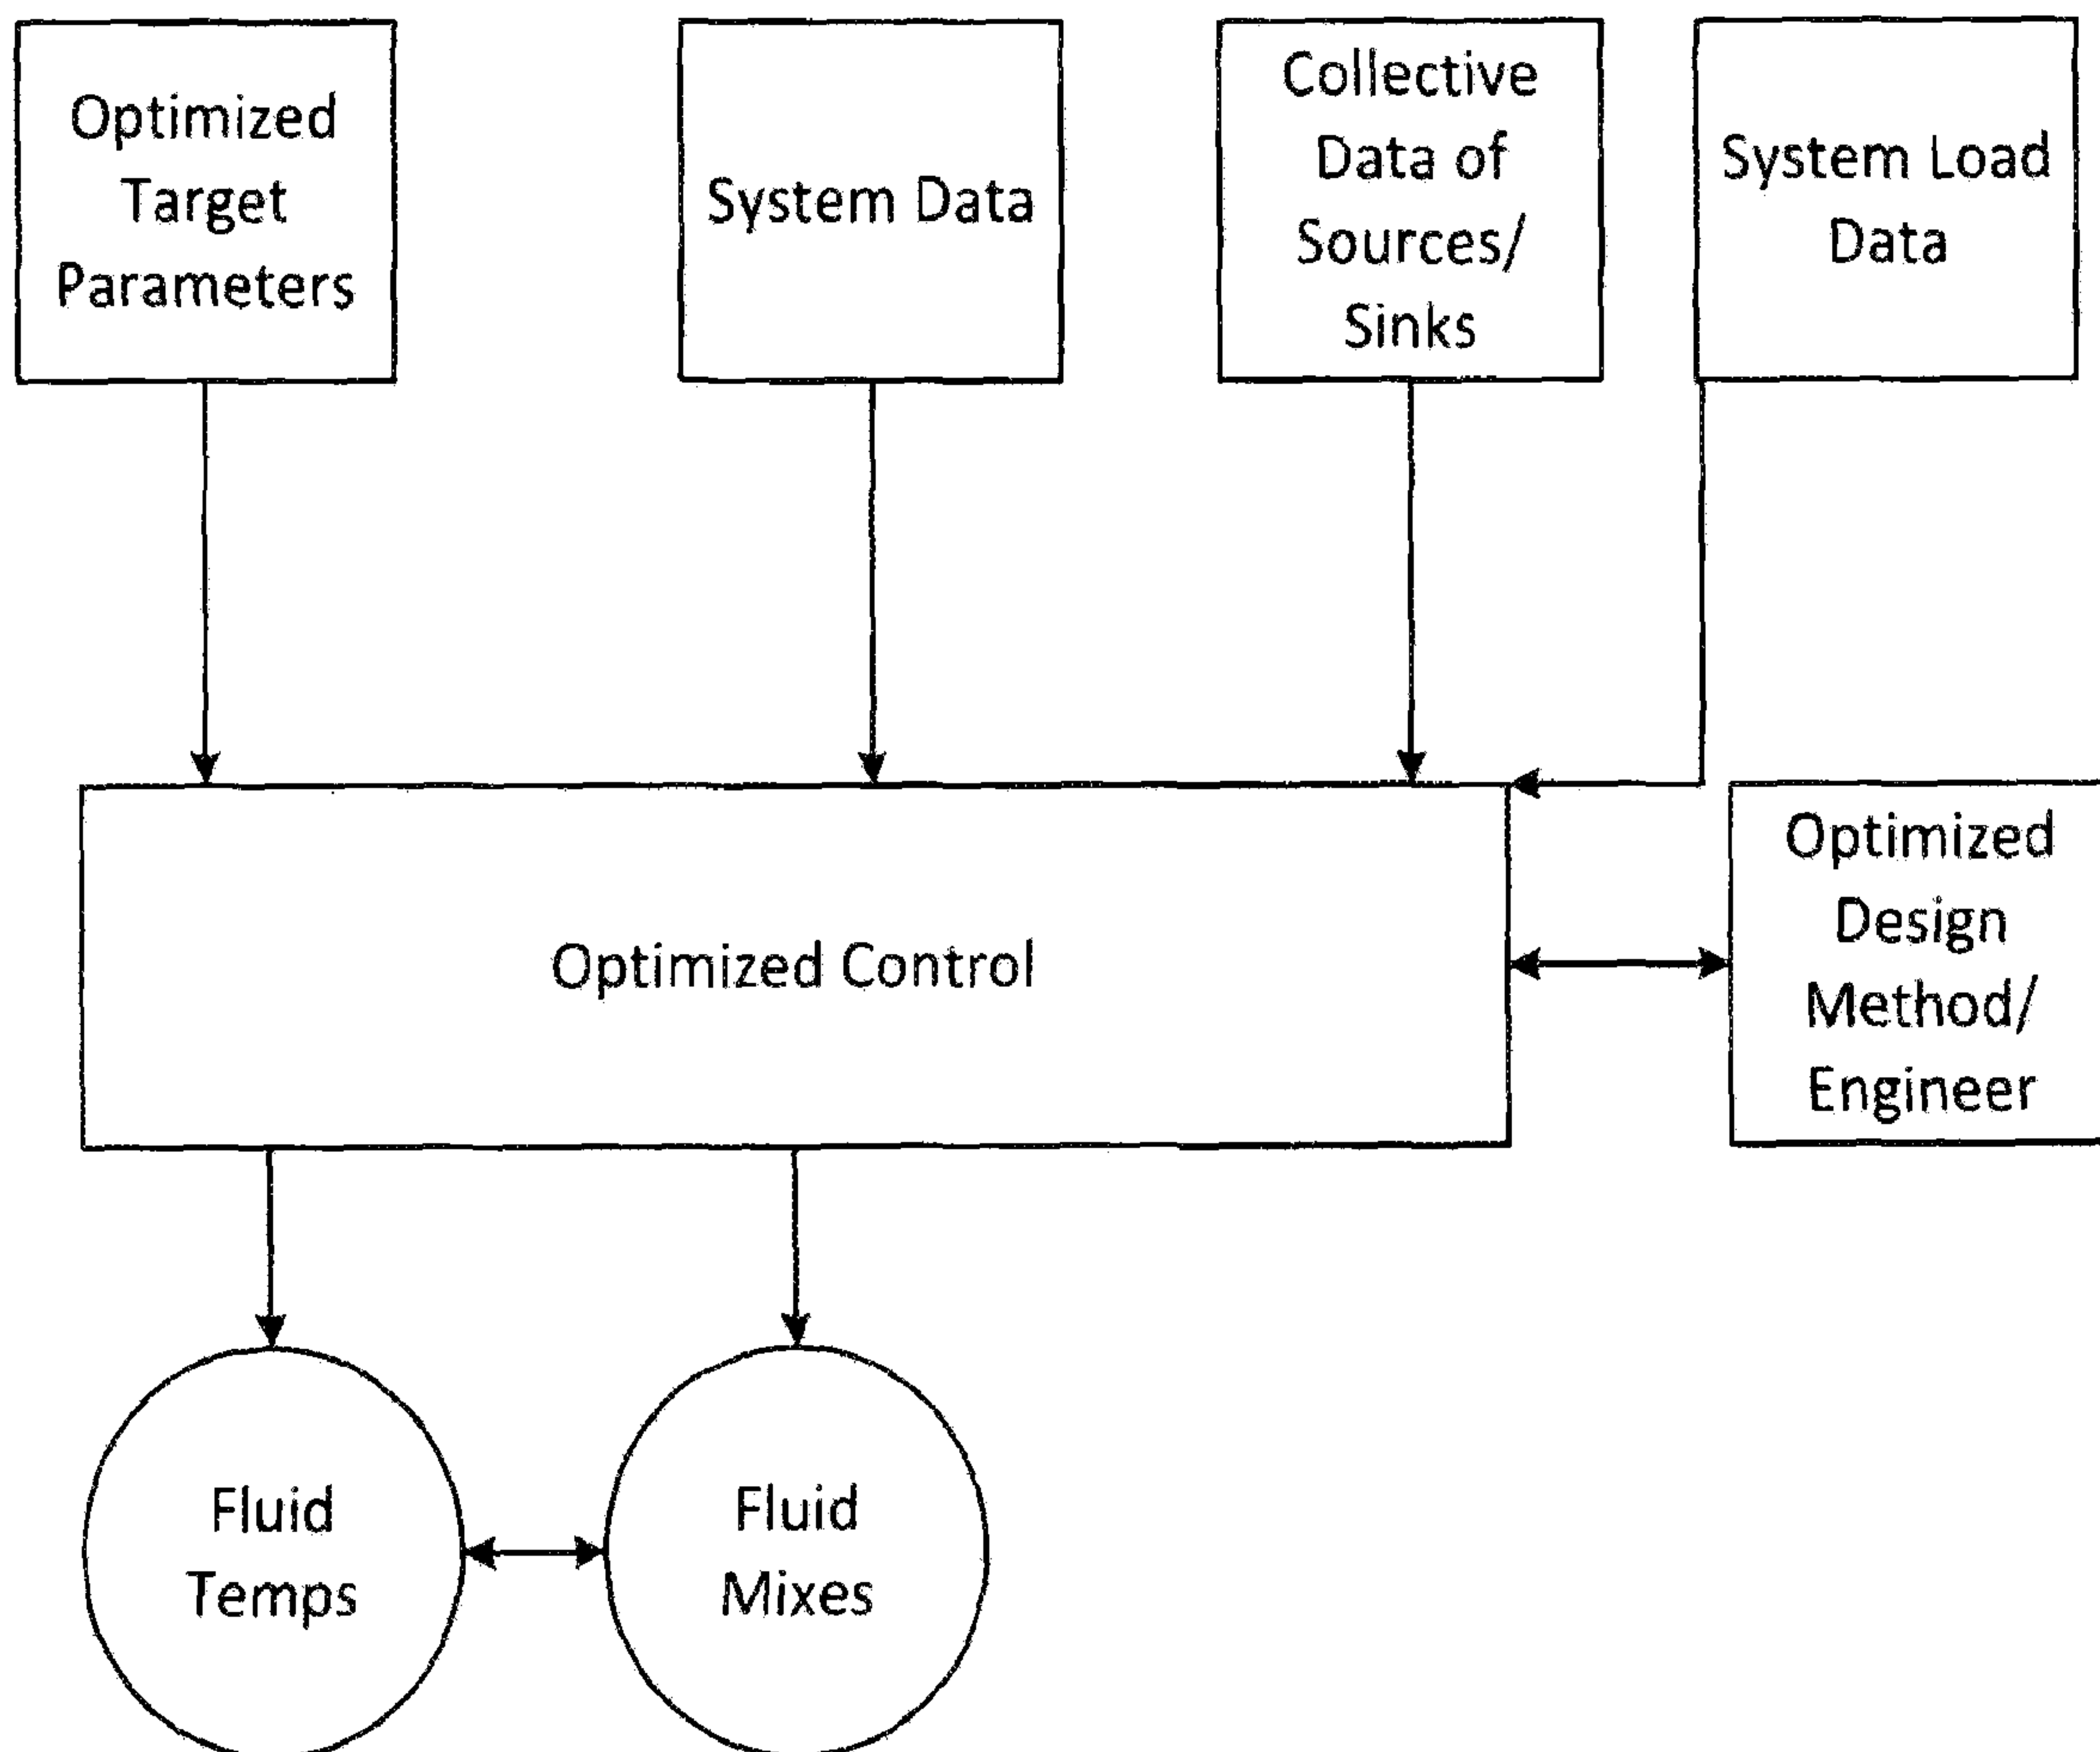 Optimized
Target
Parameters
System Data
Collective
Data of
Sources/
Sinks
System Load
Data
Optimized Control
Optimized
Design
Method/
Engineer
Fluid
Temps
Fluid
Mixes